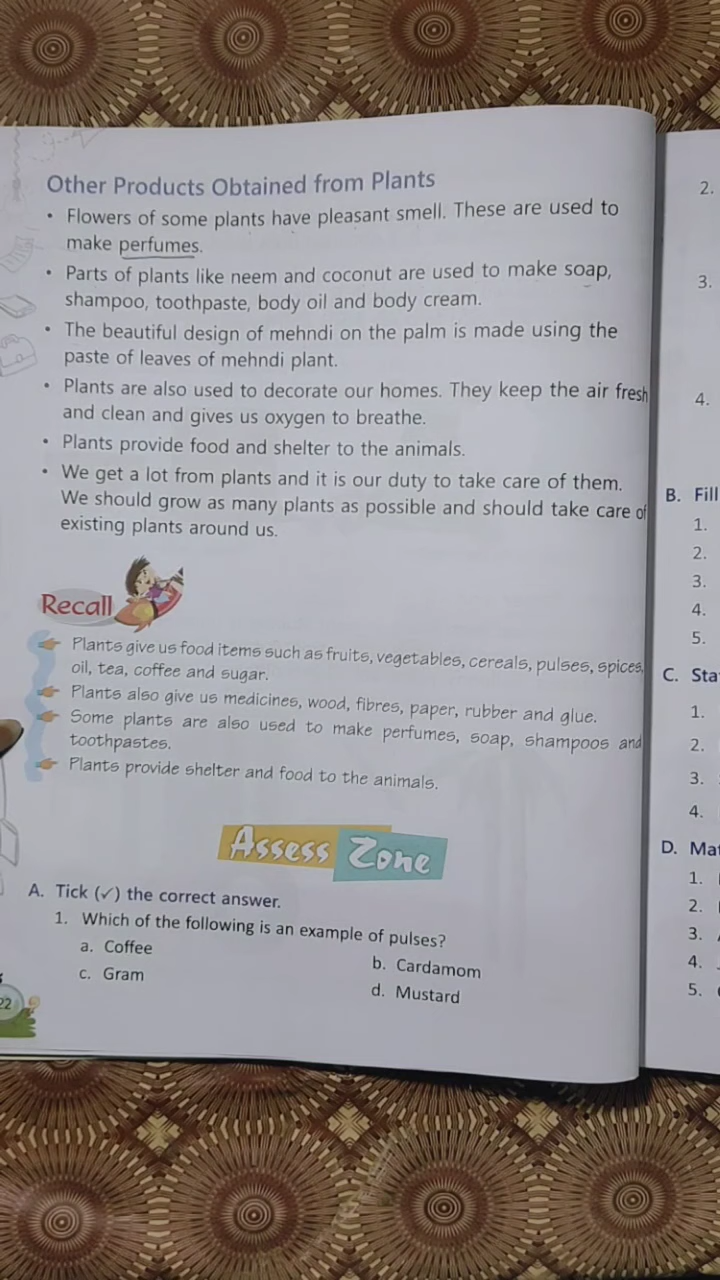 Other Products Obtained from Plants
• Flowers of some plants have pleasant smell. These are used to
make perfumes.
• Parts of plants like neem and coconut are used to make soap,
shampoo, toothpaste, body oil and body cream.
• The beautiful design of mehndi on the palm is made using the
paste of leaves of mehndi plant.
• Plants are also used to decorate our homes. They keep the air fresh
and clean and gives us oxygen to breathe.
• Plants provide food and shelter to the animals.
• We get a lot from plants and it is our duty to take care of them.
We should grow as many plants as possible and should take care of
existing plants around us.
Recall
Plants give us food items such as fruits, vegetables, cereals, pulses, spices,
oil, tea, coffee and sugar.
Plants also give us medicines, wood, fibres, paper, rubber and glue.
Some plants are also used to make perfumes, soap, shampoos and
toothpastes.
Plants provide shelter and food to the animals.
Assess Zone
A. Tick (✓) the correct answer.
1. Which of the following is an example of pulses?
a. Coffee
b. Cardamom
c. Gram
d. Mustard
22
2.
3.
4.
B. Fill
1.
2.
3.
4.
5.
C. Sta
1.
2.
3.
4.
D. Ma
1.
2.
3.
4.
5.